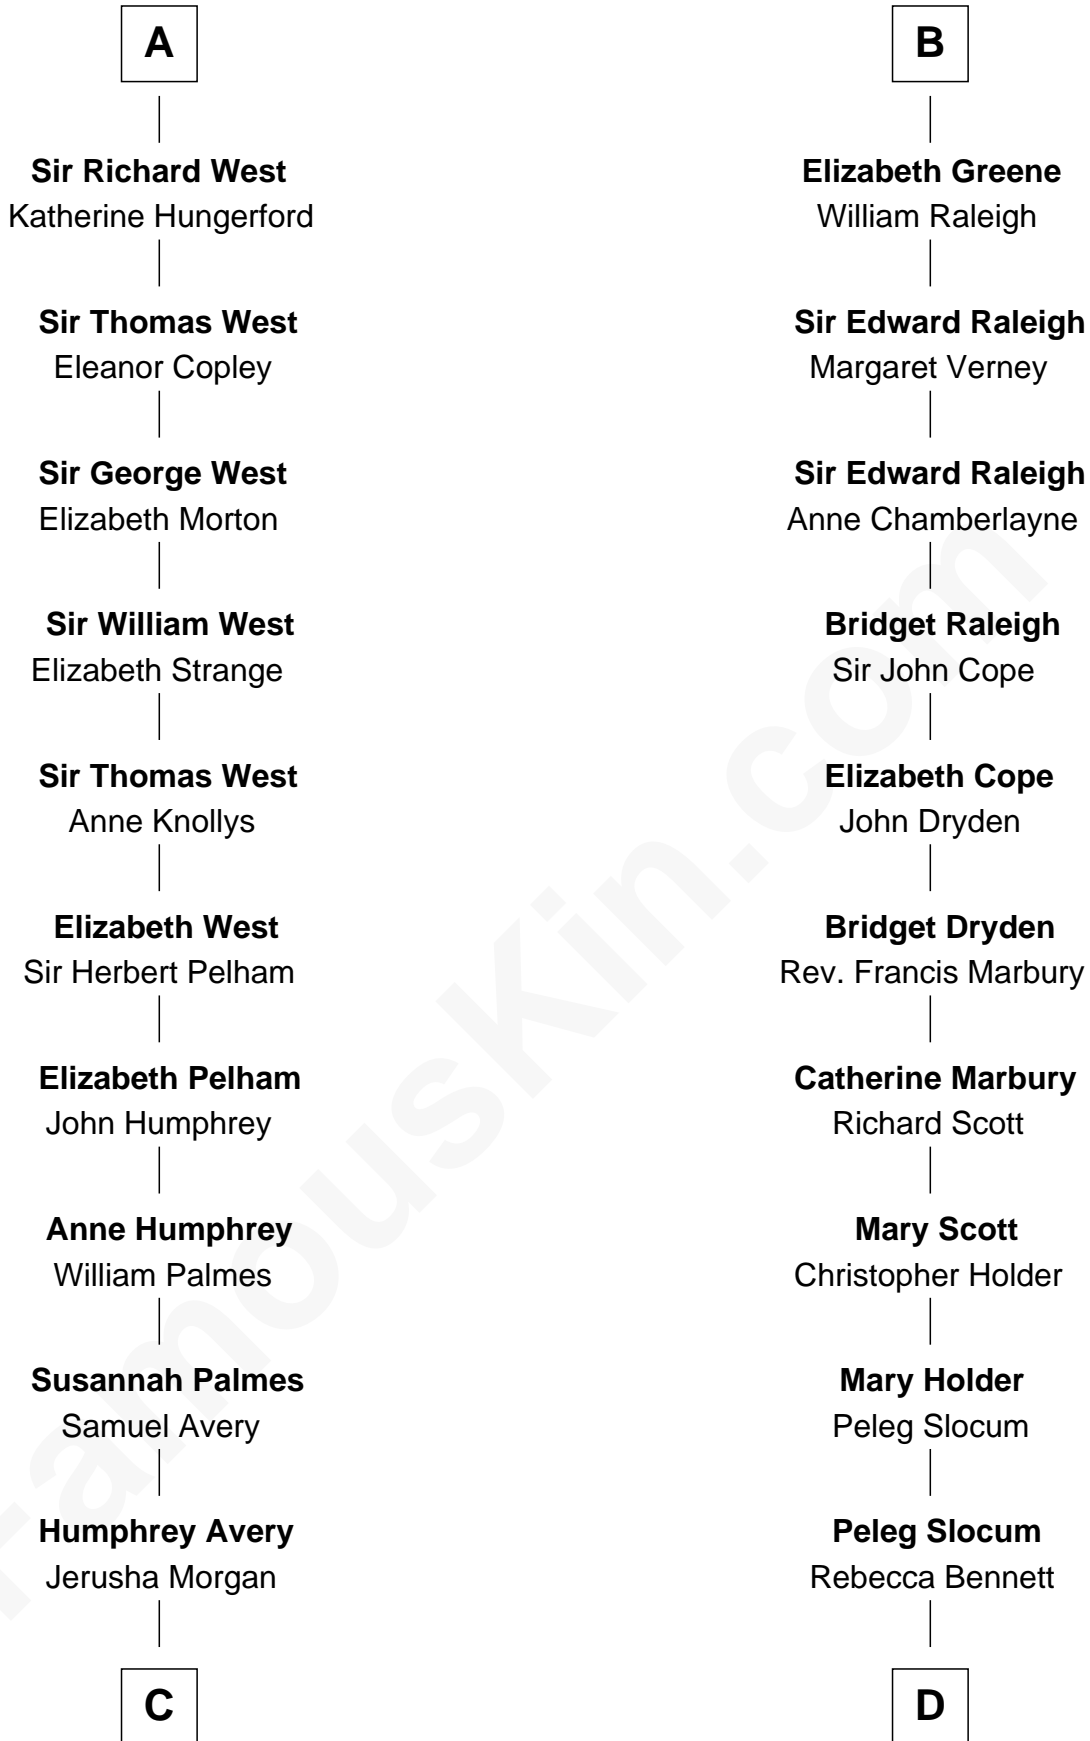 A
Sir Richard West
Katherine Hungerford
Sir Thomas West
Eleanor Copley
Sir George West
Elizabeth Morton
Sir William West
Elizabeth Strange
Sir Thomas West
Anne Knollys
Elizabeth West
Sir Herbert Pelham
Elizabeth Pelham
John Humphrey
Anne Humphrey
William Palmes
Susannah Palmes
Samuel Avery
Humphrey Avery
Jerusha Morgan
C
B
Elizabeth Greene
William Raleigh
Sir Edward Raleigh
Margaret Verney
Sir Edward Raleigh
Anne Chamberlayne
Bridget Raleigh
Sir John Cope
Elizabeth Cope
John Dryden
Bridget Dryden
Rev. Francis Marbury
Catherine Marbury
Richard Scott
Mary Scott
Christopher Holder
Mary Holder
Peleg Slocum
Peleg Slocum
Rebecca Bennett
D
FamousKin.com